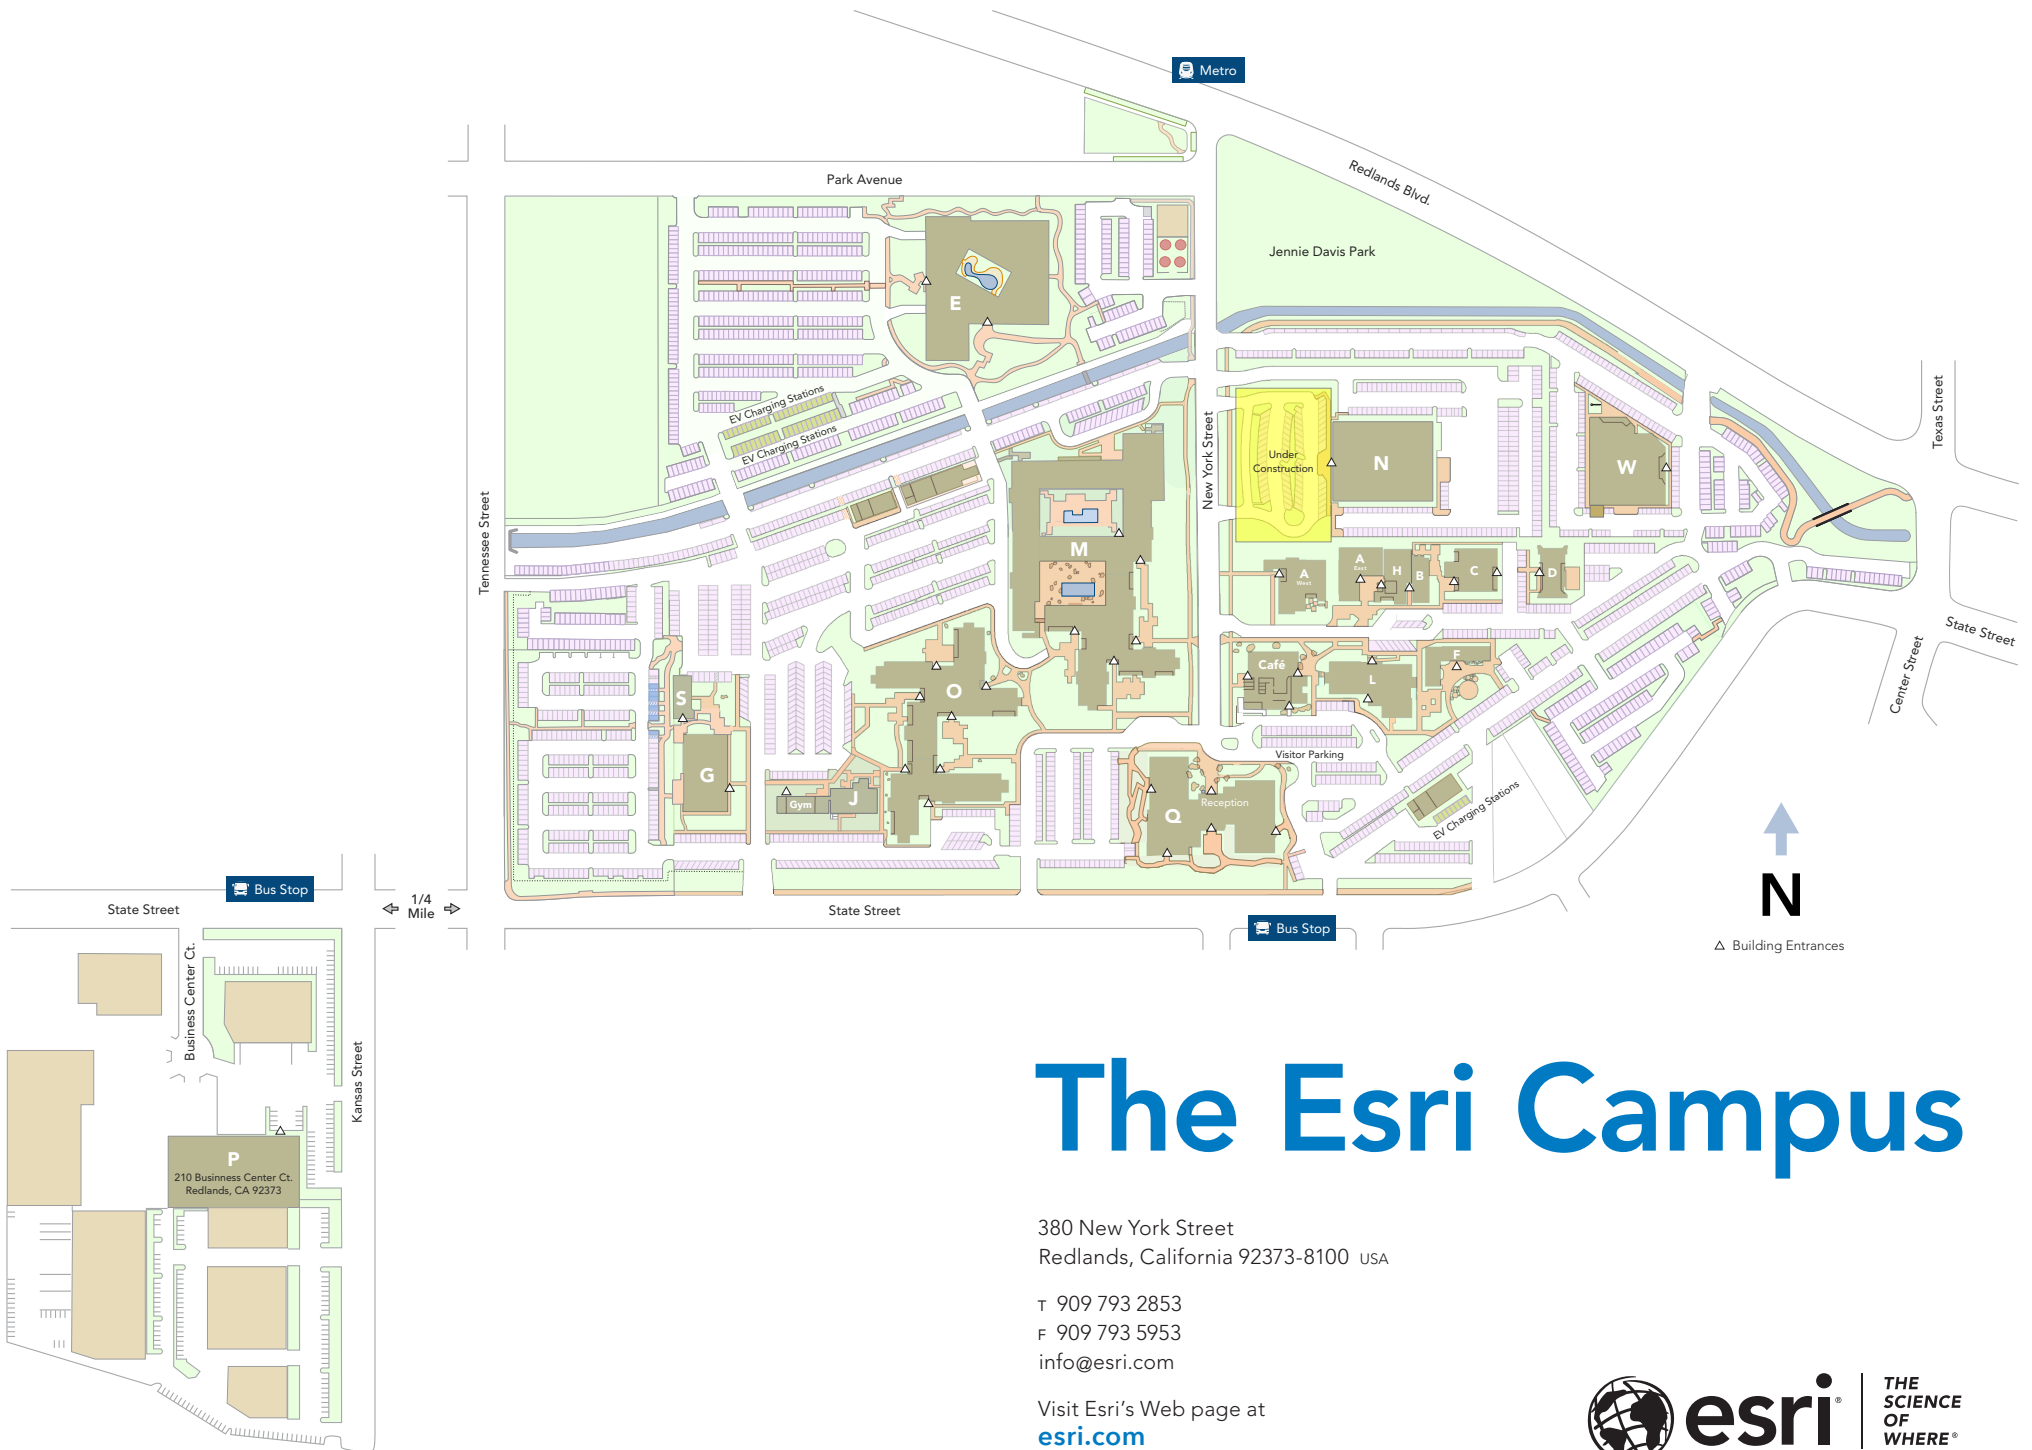 Metro
Park Avenue
Redlands Blvd.
Jennie Davis Park
E
EV Charging Stations
EV Charging Stations
New York Street
Under
Construction
N
W
Texas Street
Tennessee Street
M
A
West
A
East
H
B
C
D
State Street
Center Street
Café
L
F
S
O
G
Gym
J
Visitor Parking
Q
Reception
EV Charging Stations
N
Building Entrances
Bus Stop
State Street
1/4
Mile
State Street
Bus Stop
Business Center Ct.
Kansas Street
P
210 Businness Center Ct.
Redlands, CA 92373
The Esri Campus
380 New York Street
Redlands, California 92373-8100 USA
T 909 793 2853
F 909 793 5953
info@esri.com
Visit Esri's Web page at
esri.com
esri®
THE
SCIENCE
OF
WHERE®